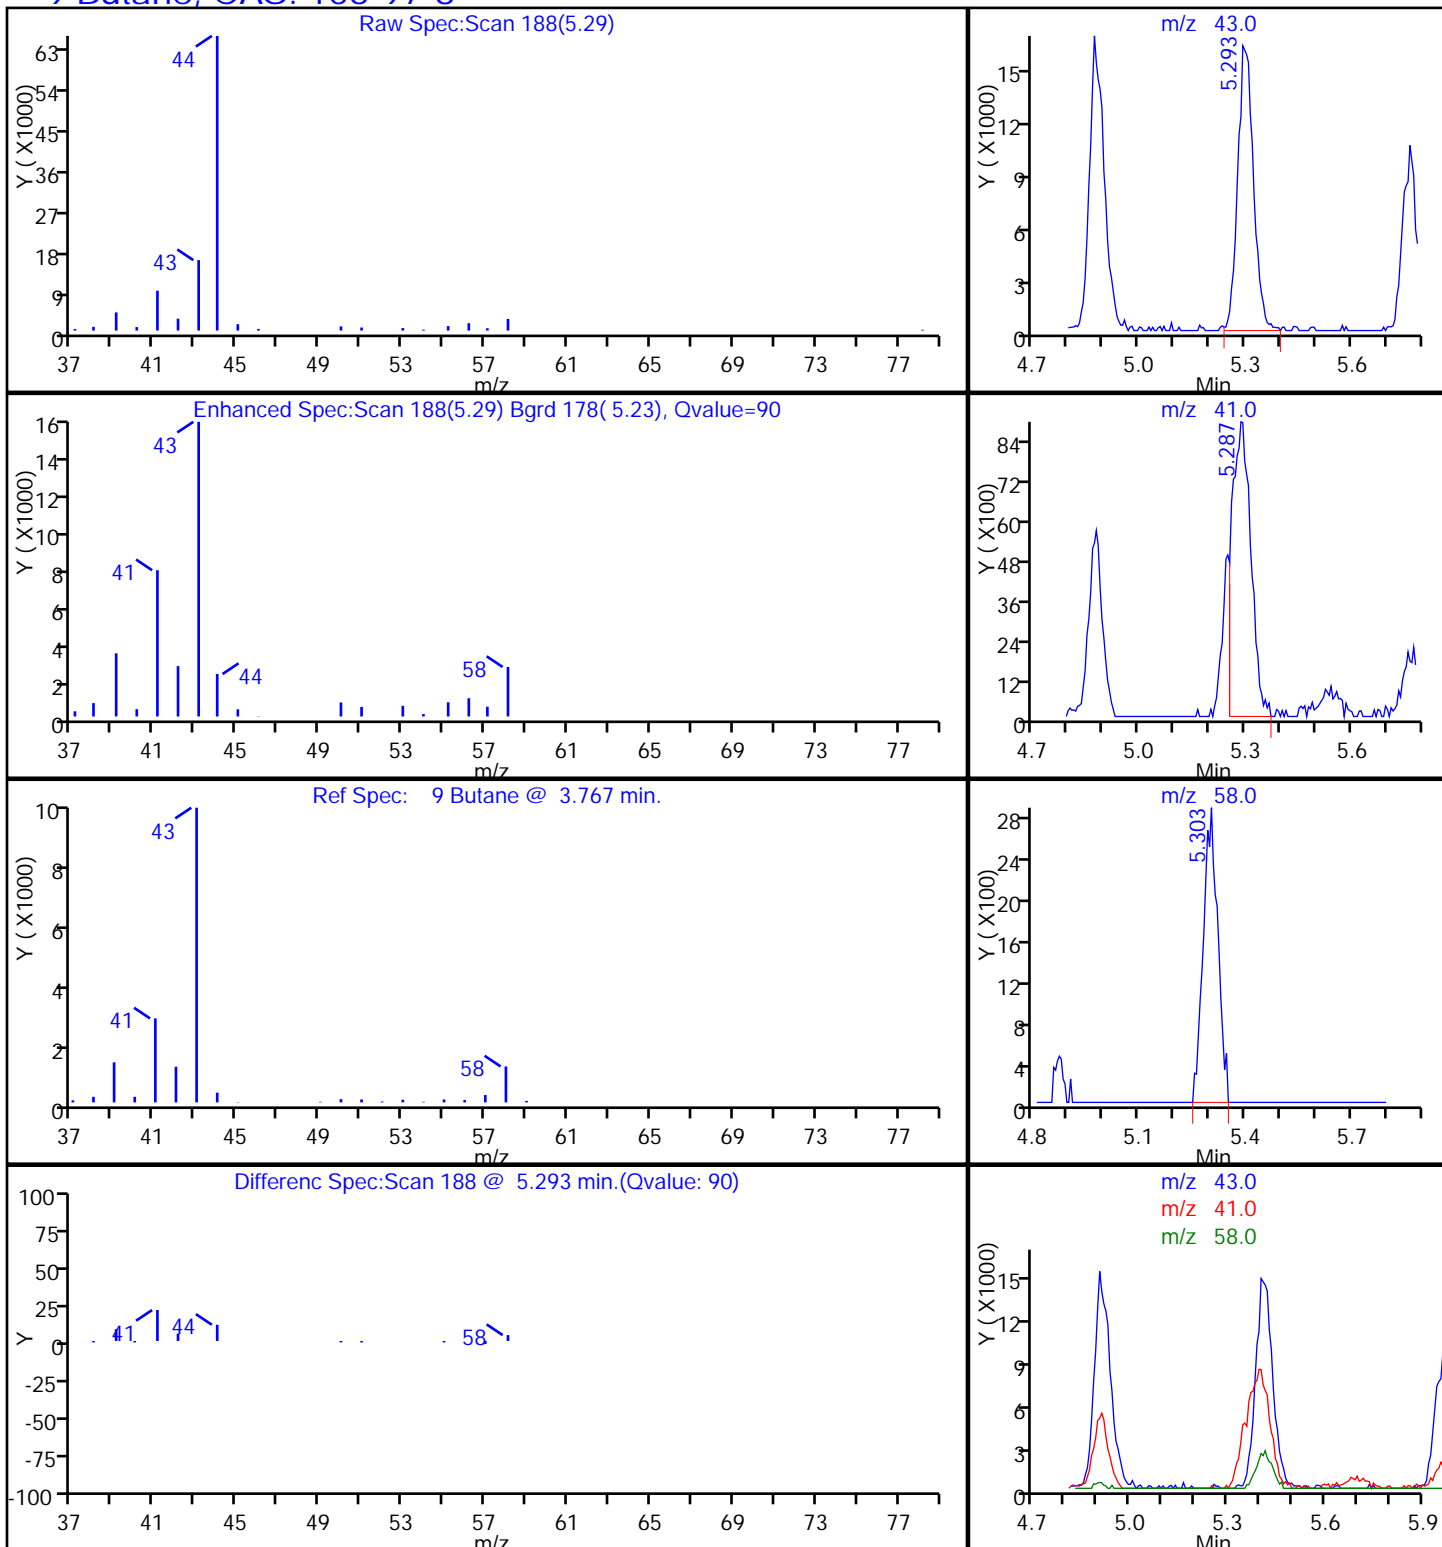 9 Butane, CAS: 106-97-8
Raw Spec:Scan 188(5.29)
Y ( X1000)
63
54
45
36
27
18
9
0
44
43
37 41 45 49 53 57 61 65 69 73 77
m/z
m/z 43.0
Y ( X1000)
15
12
9
6
3
0
5.293
4.7 5.0 5.3 5.6
Min
Enhanced Spec:Scan 188(5.29) Bgrd 178( 5.23), Qvalue=90
Y ( X1000)
16
14
12
10
8
6
4
2
0
43
41
44
58
37 41 45 49 53 57 61 65 69 73 77
m/z
m/z 41.0
Y ( X100)
84
72
60
48
36
24
12
0
5.287
4.7 5.0 5.3 5.6
Min
Ref Spec: 9 Butane @ 3.767 min.
Y ( X1000)
10
8
6
4
2
0
43
41
58
37 41 45 49 53 57 61 65 69 73 77
m/z
m/z 58.0
Y ( X100)
28
24
20
16
12
8
4
0
5.303
4.8 5.1 5.4 5.7
Min
Differenc Spec:Scan 188 @ 5.293 min.(Qvalue: 90)
Y
100
75
50
25
0
-25
-50
-75
-100
41
44
58
37 41 45 49 53 57 61 65 69 73 77
m/z
m/z 43.0
m/z 41.0
m/z 58.0
Y ( X1000)
15
12
9
6
3
0
4.7 5.0 5.3 5.6 5.9
Min